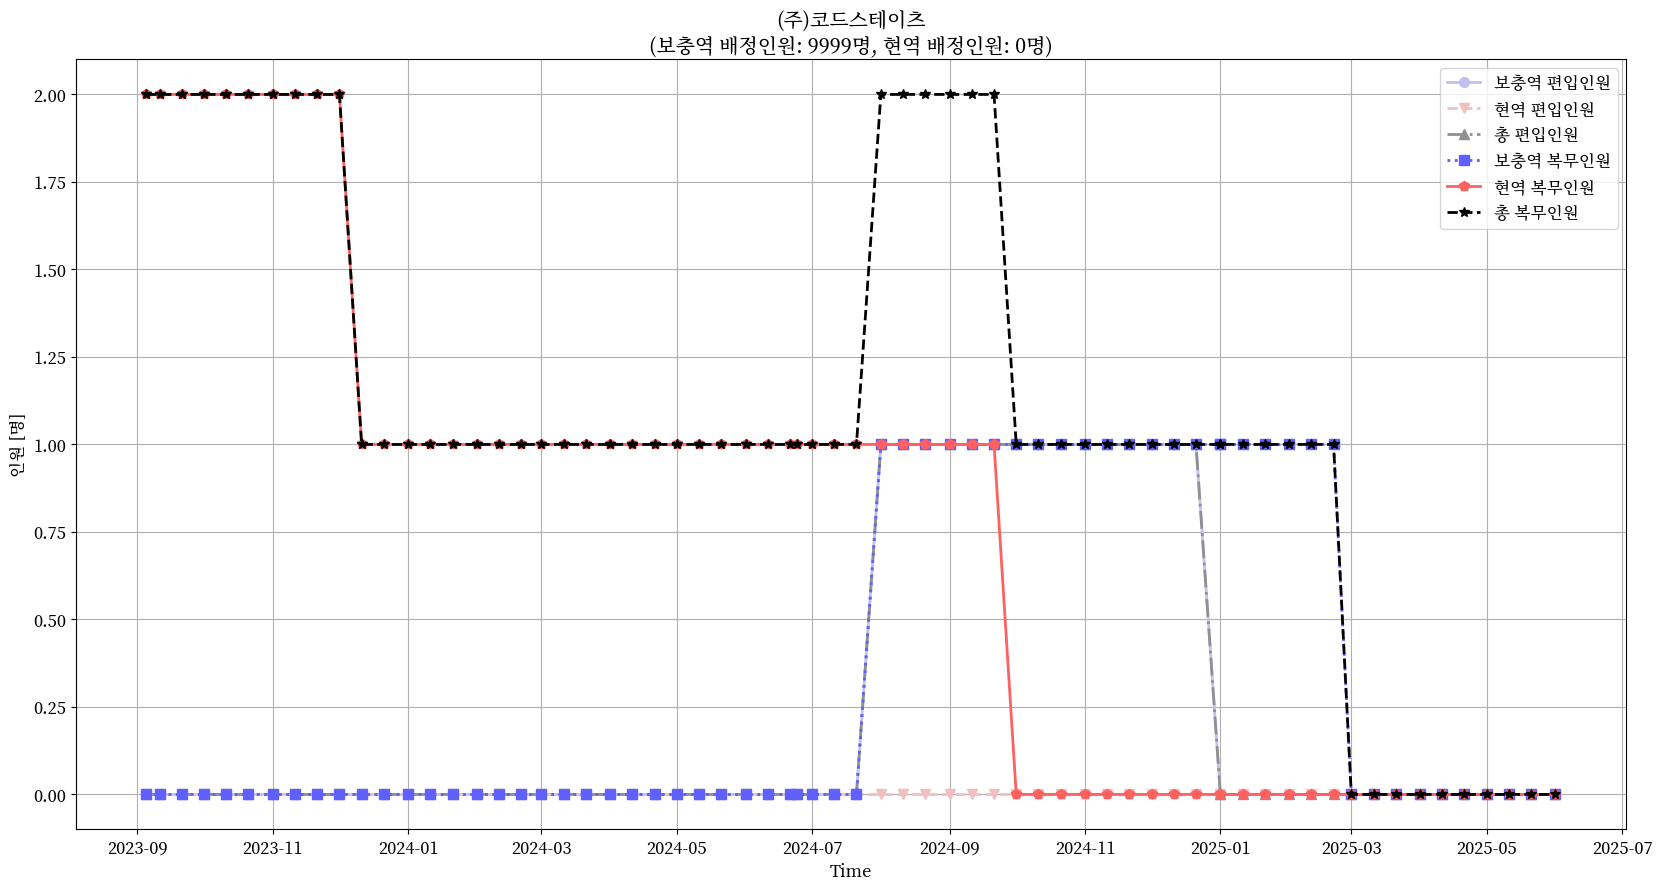 (주)코드스테이츠
(보충역 배정인원: 9999명, 현역 배정인원: 0명)
보충역 편입인원
현역 편입인원
총 편입인원
보충역 복무인원
현역 복무인원
총 복무인원
인원 [명]
2.00
1.75
1.50
1.25
1.00
0.75
0.50
0.25
0.00
2023-09
2023-11
2024-01
2024-03
2024-05
2024-07
2024-09
2024-11
2025-01
2025-03
2025-05
2025-07
Time